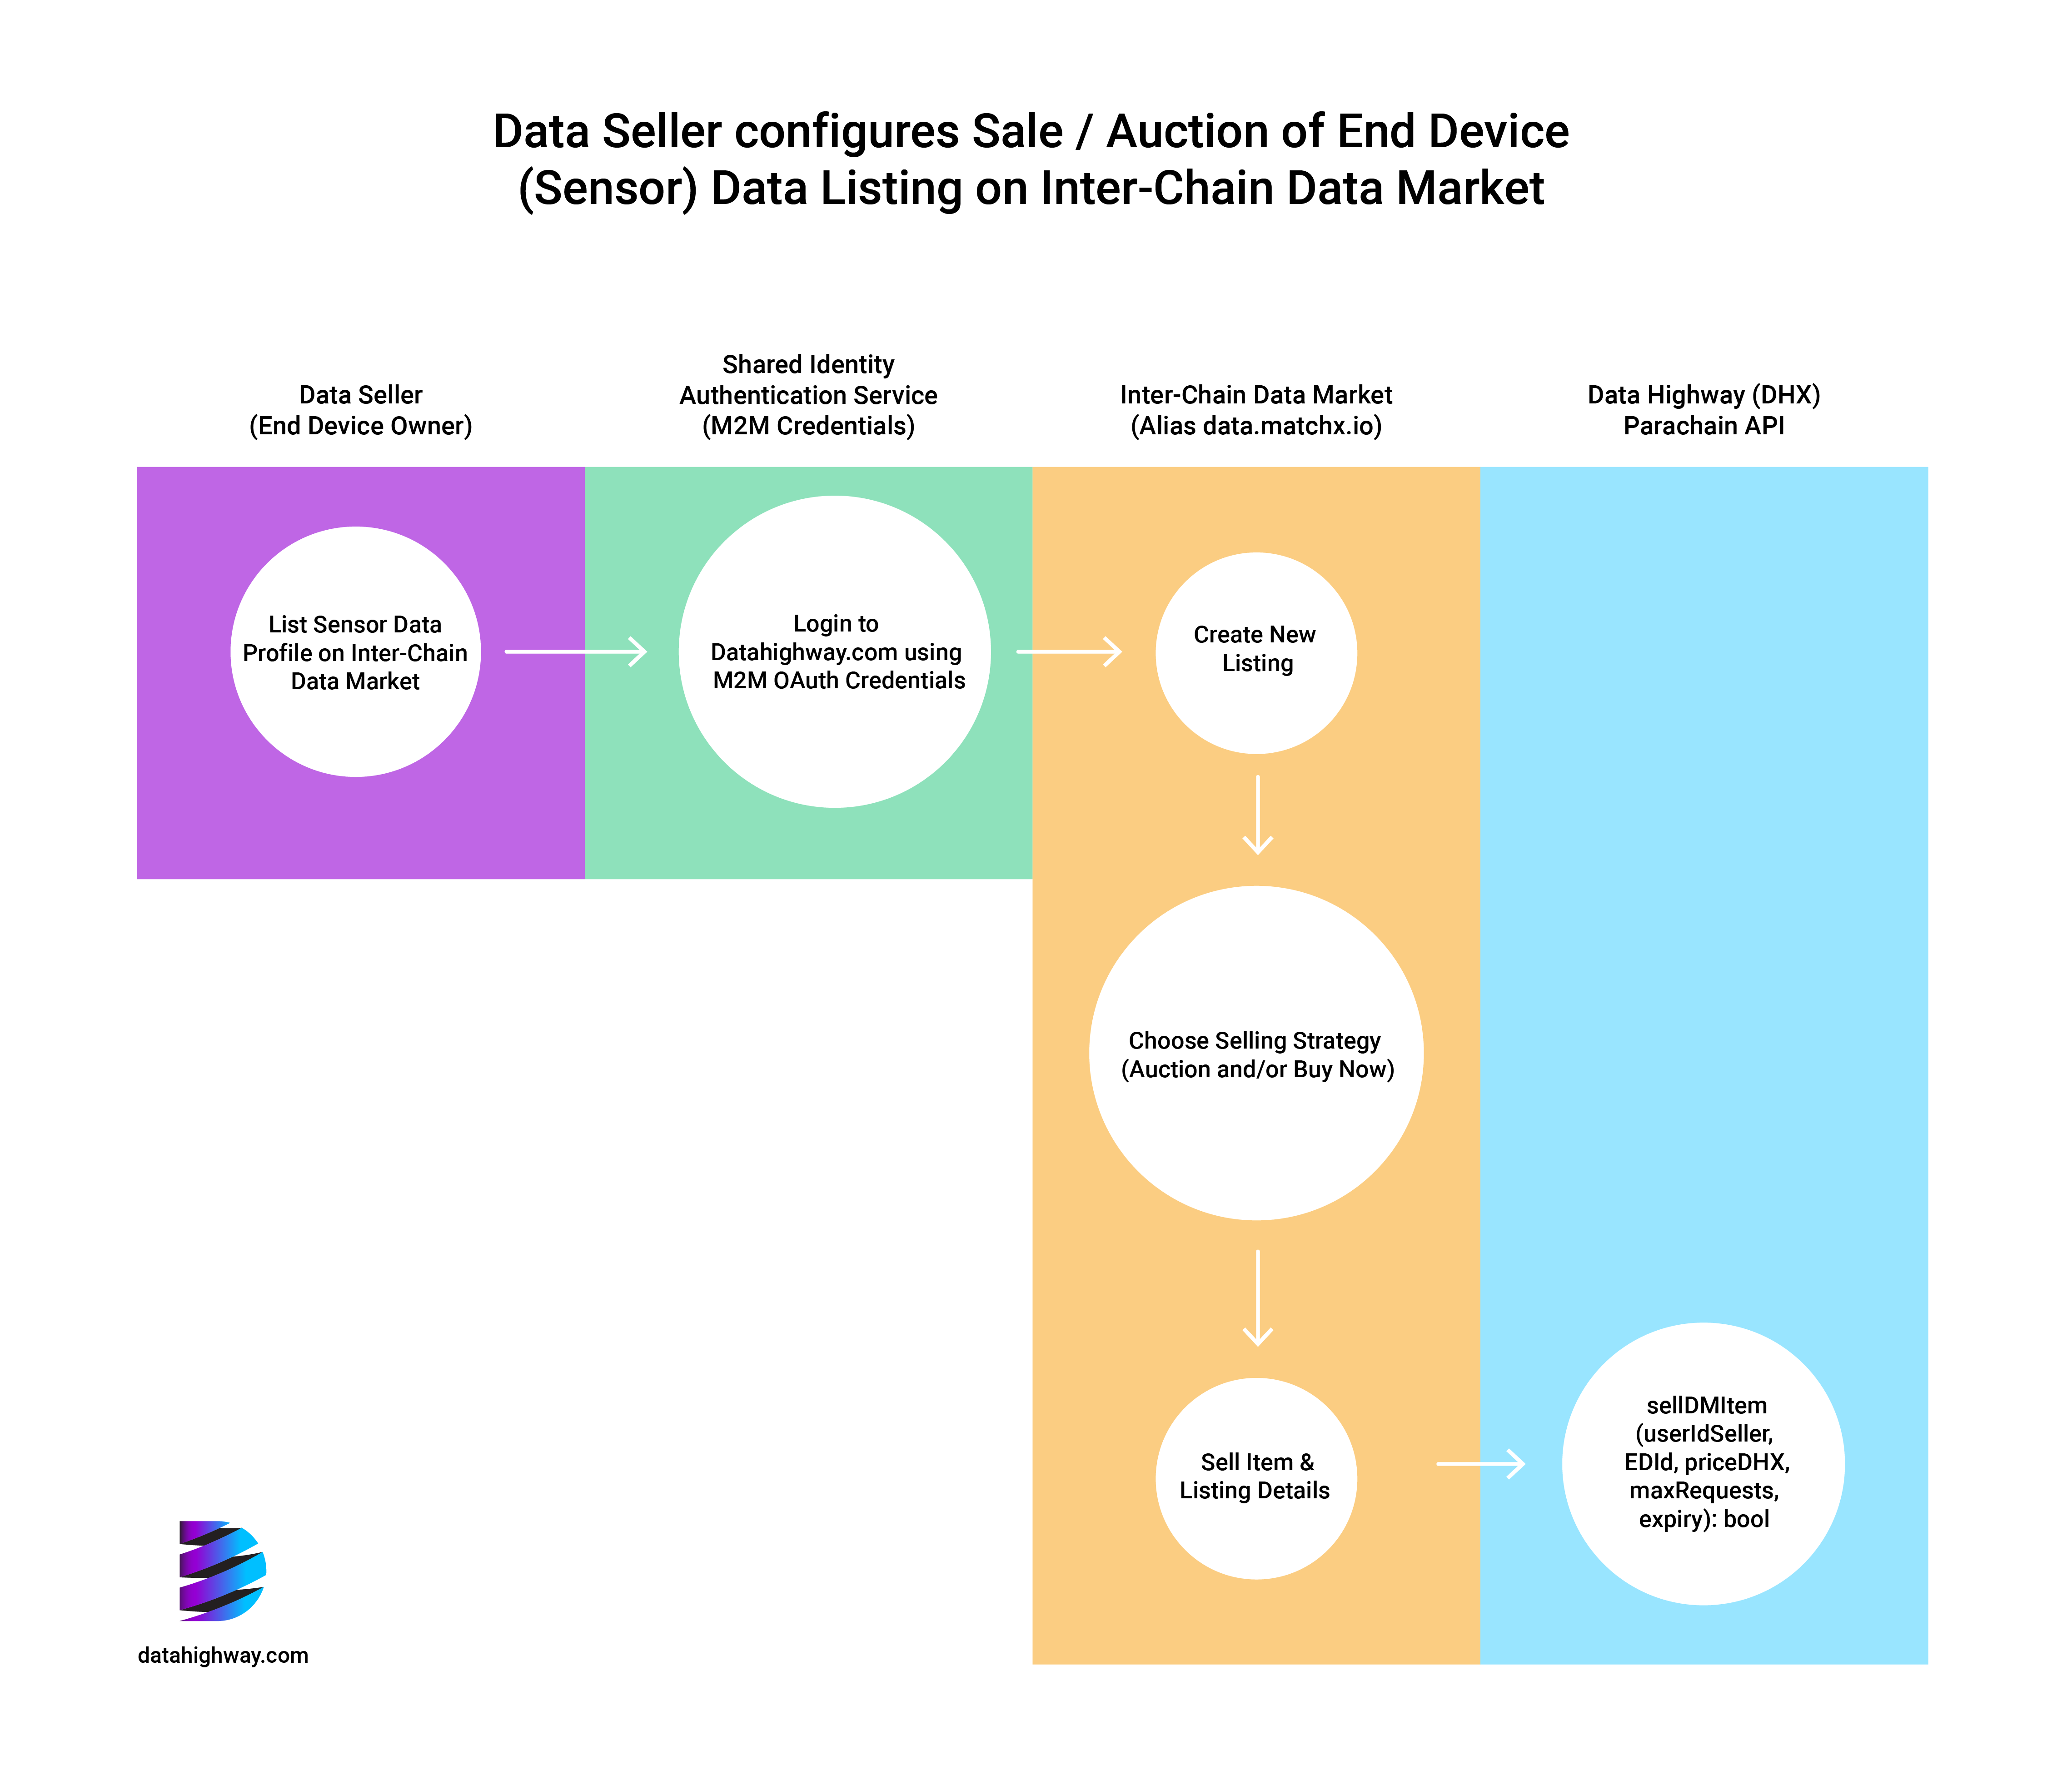 Data Seller configures Sale / Auction of End Device
(Sensor) Data Listing on Inter-Chain Data Market
Data Seller
(End Device Owner)
Shared Identity
Authentication Service
(M2M Credentials)
Inter-Chain Data Market
(Alias data.matchx.io)
Data Highway (DHX)
Parachain API
List Sensor Data
Profile on Inter-Chain
Data Market
Login to
Datahighway.com using
M2M OAuth Credentials
Create New
Listing
Choose Selling Strategy
(Auction and/or Buy Now)
Sell Item &
Listing Details
sellDMItem
(userIdSeller,
EDId, priceDHX,
maxRequests,
expiry): bool
datahighway.com